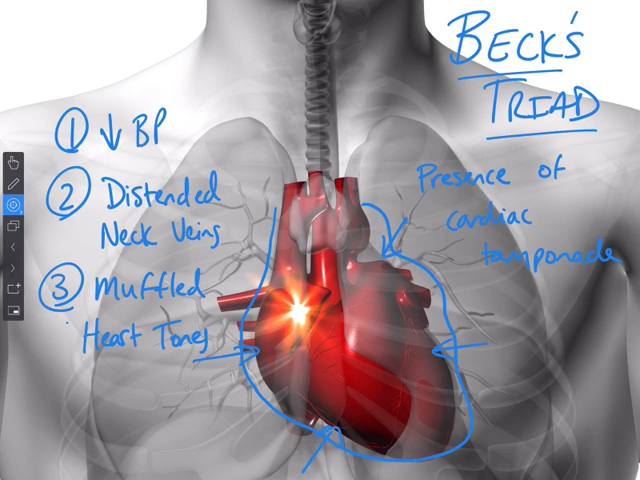 BECK'S
TRIAD
① ↓ BP
② Distended
Neck Veins
③ Muffled
Heart Tones
Presence of
cardiac
tamponade